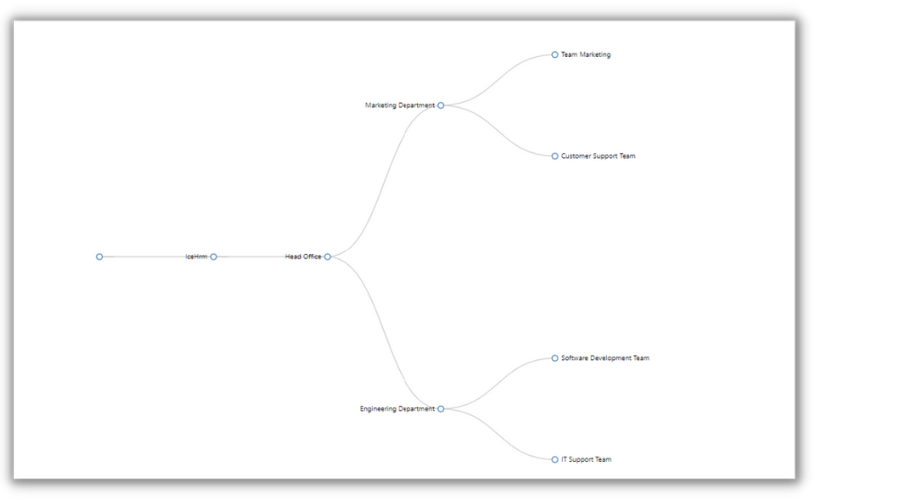 Team Marketing
Marketing Department
Customer Support Team
IceHrm
Head Office
Software Development Team
Engineering Department
IT Support Team